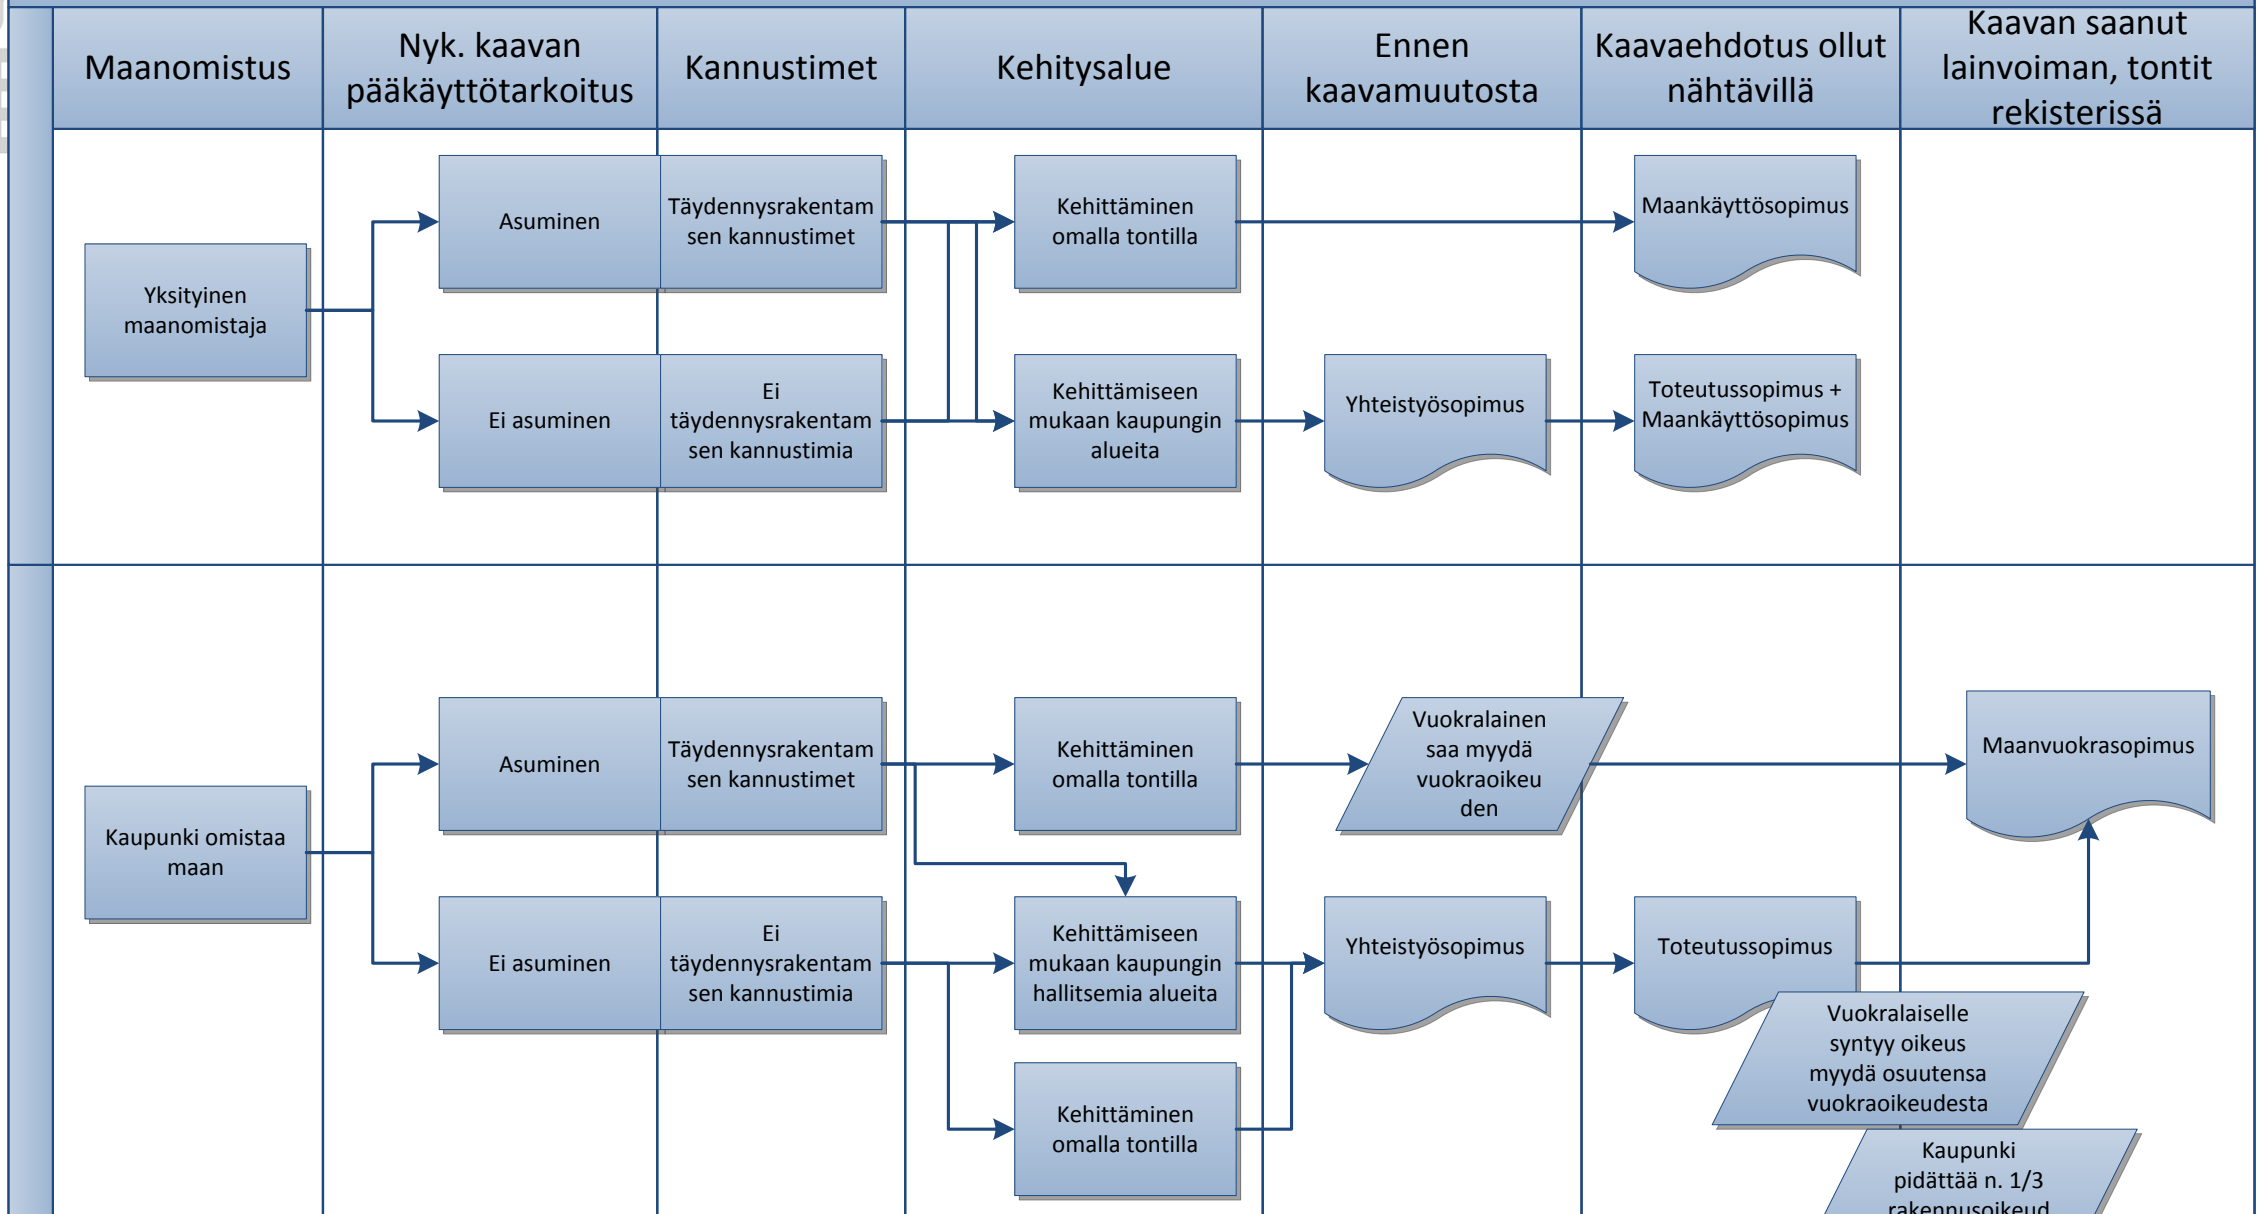 Maanomistus
Nyk. kaavan
pääkäyttötarkoitus
Kannustimet
Kehitysalue
Ennen
kaavamuutosta
Kaavaehdotus ollut
nähtävillä
Kaavan saanut
lainvoiman, tontit
rekisterissä
Yksityinen
maanomistaja
Asuminen
Täydennysrakentam
sen kannustimet
Kehittäminen
omalla tontilla
Maankäyttösopimus
Ei asuminen
Ei
täydennysrakentam
sen kannustimia
Kehittämiseen
mukaan kaupungin
alueita
Yhteistyösopimus
Toteutussopimus +
Maankäyttösopimus
Kaupunki omistaa
maan
Asuminen
Täydennysrakentam
sen kannustimet
Kehittäminen
omalla tontilla
Vuokralainen
saa myydä
vuokraoikeu
den
Maanvuokrasopimus
Ei asuminen
Ei
täydennysrakentam
sen kannustimia
Kehittämiseen
mukaan kaupungin
hallitsemia alueita
Yhteistyösopimus
Toteutussopimus
Kehittäminen
omalla tontilla
Vuokralaiselle
syntyy oikeus
myydä osuutensa
vuokraoikeudesta
Kaupunki
pidättää n. 1/3
rakennusoikeud